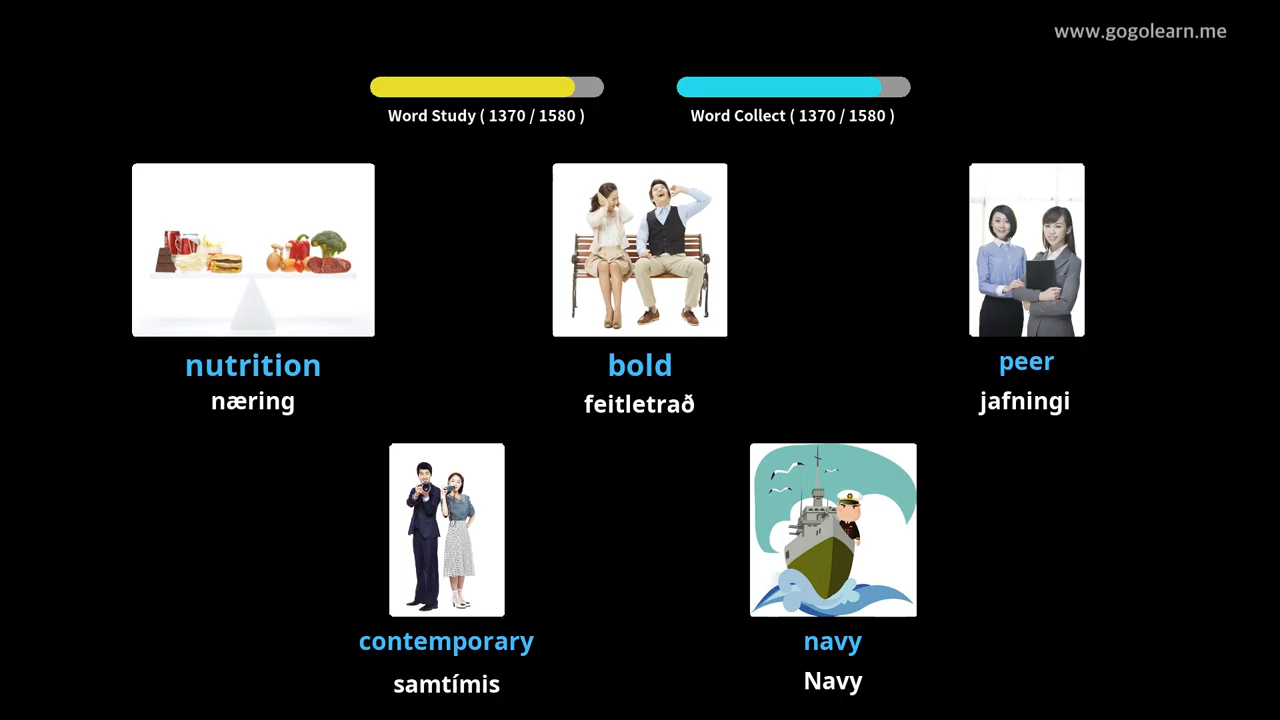 www.gogolearn.me
Word Study ( 1370 / 1580 )
Word Collect ( 1370 / 1580 )
nutrition
næring
bold
feitletrað
peer
jafningi
contemporary
samtímis
navy
Navy